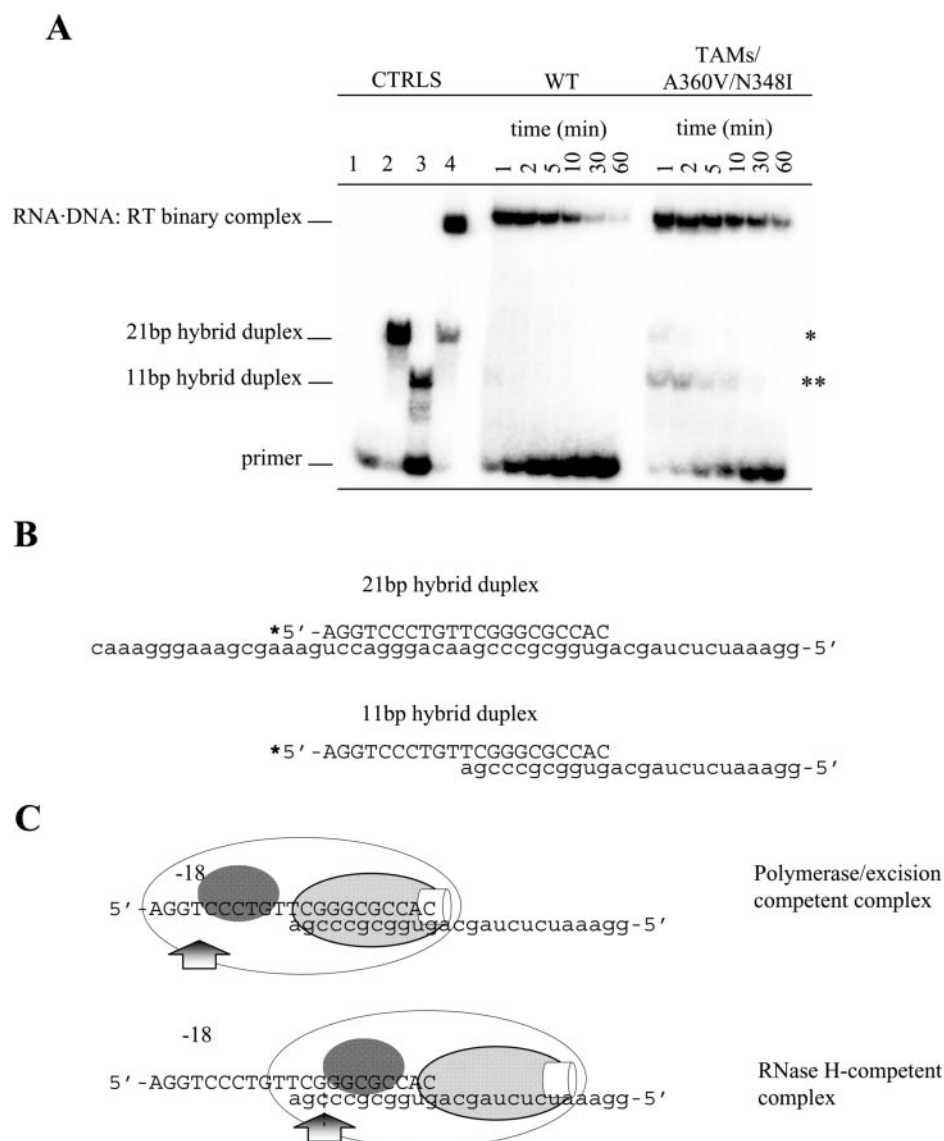 A
CTRLS WT TAMs/
A360V/N348I
time (min) time (min)
1 2 3 4 1 2 5 10 30 60 1 2 5 10 30 60
RNA·DNA: RT binary complex
21bp hybrid duplex *
11bp hybrid duplex **
primer
B
21bp hybrid duplex
*5'-AGGTCCCTGTTCGGGCGCCAC
caaagggaaagcgaaaguccagggacaagcccgcggugacgaucucuaaagg-5'
11bp hybrid duplex
*5'-AGGTCCCTGTTCGGGCGCCAC
agcccgcggugacgaucucuaaagg-5'
C
-18
5'-AGGTCCCTGTTCGGGCGCCAC
agcccgcggugacgaucucuaaagg-5'
Polymerase/excision
competent complex
-18
5'-AGGTCCCTGTTCGGGCGCCAC
agcccgcggugacgaucucuaaagg-5'
RNase H-competent
complex